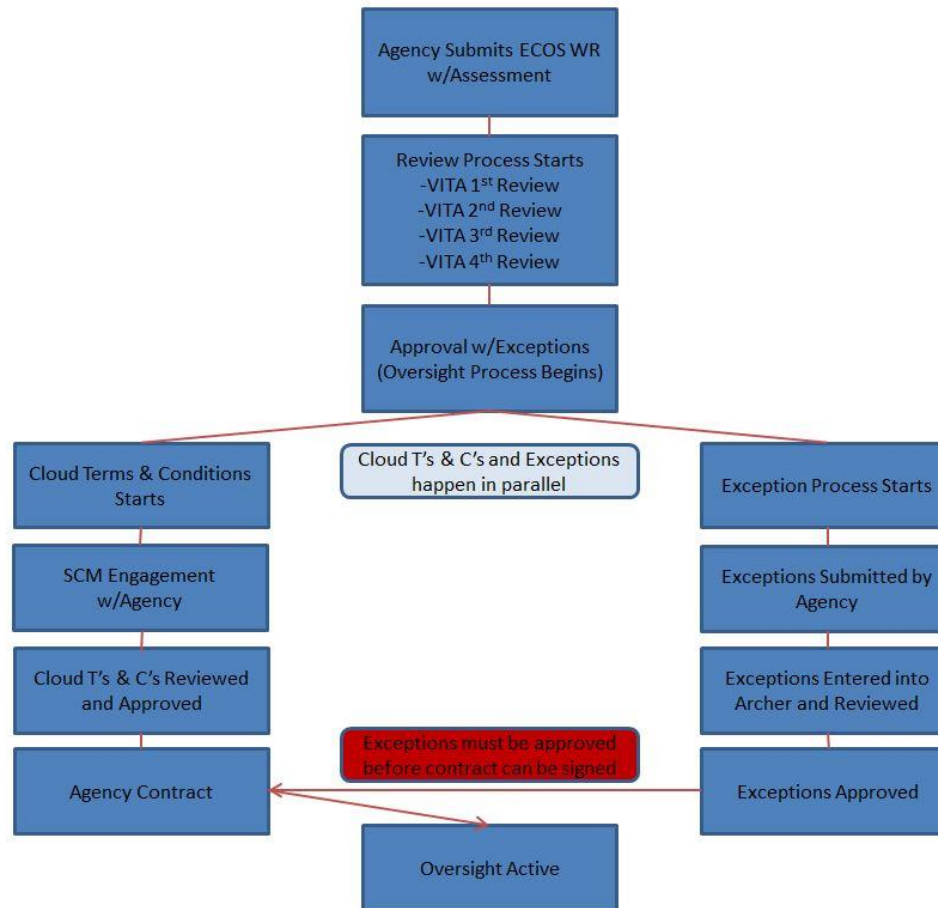 Agency Submits ECOS WR
w/Assessment
Review Process Starts
-VITA 1st Review
-VITA 2nd Review
-VITA 3rd Review
-VITA 4th Review
Approval w/Exceptions
(Oversight Process Begins)
Cloud Terms & Conditions
Starts
Cloud T's & C's and Exceptions
happen in parallel
Exception Process Starts
SCM Engagement
w/Agency
Exceptions Submitted by
Agency
Cloud T's & C's Reviewed
and Approved
Exceptions Entered into
Archer and Reviewed
Exceptions must be approved
before contract can be signed
Agency Contract
Exceptions Approved
Oversight Active